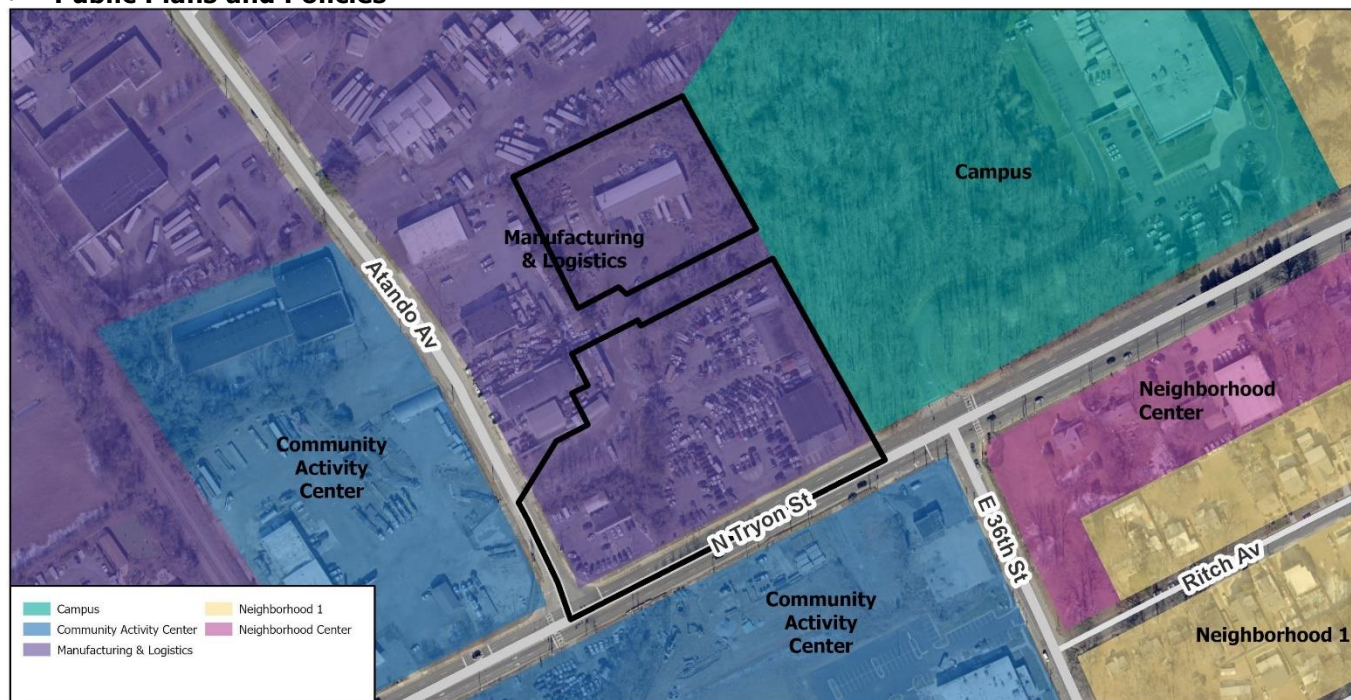 Public Plans and Policies
Campus
Manufacturing
& Logistics
Atando Av
Neighborhood
Center
Community
Activity
Center
N Tryon St
E 36th St
Ritch Av
Community
Activity
Center
Neighborhood 1
Campus
Neighborhood 1
Community Activity Center
Neighborhood Center
Manufacturing & Logistics